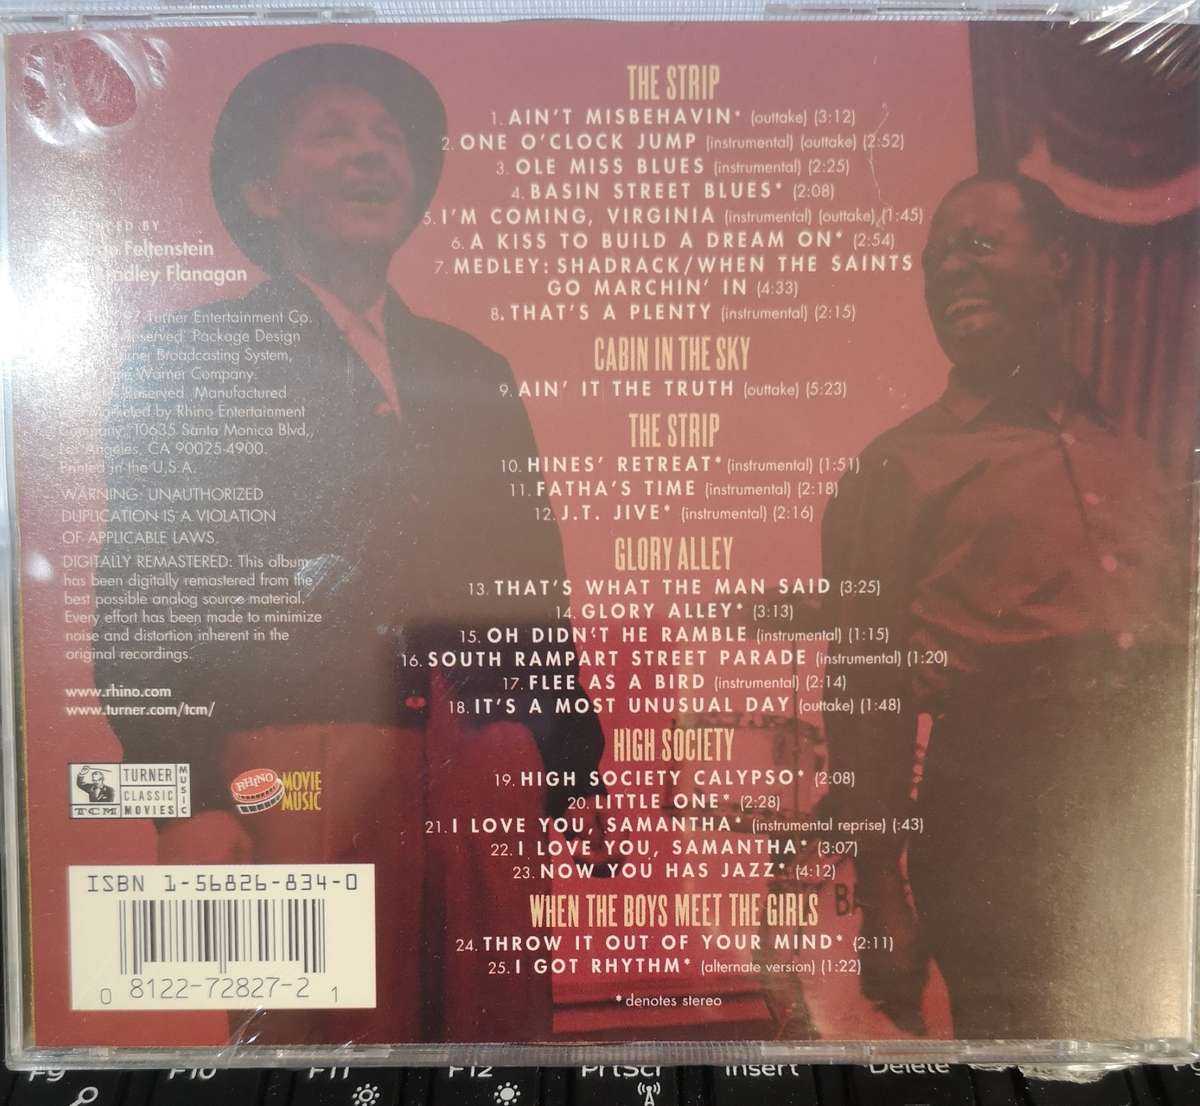 THE STRIP
1. AIN'T MISBEHAVIN* (outtake) (3:12)
2. ONE O'CLOCK JUMP (instrumental) (outtake) (2:52)
3. OLE MISS BLUES (instrumental) (2:25)
4. BASIN STREET BLUES* (2:08)
5. I'M COMING, VIRGINIA (instrumental) (outtake) (1:45)
6. A KISS TO BUILD A DREAM ON* (2:54)
7. MEDLEY: SHADRACK/WHEN THE SAINTS
GO MARCHIN' IN (4:33)
8. THAT'S A PLENTY (instrumental) (2:15)
CABIN IN THE SKY
9. AIN' IT THE TRUTH (outtake) (5:23)
THE STRIP
10. HINES' RETREAT* (instrumental) (1:51)
11. FATHA'S TIME (instrumental) (2:18)
12. J.T. JIVE* (instrumental) (2:16)
GLORY ALLEY
13. THAT'S WHAT THE MAN SAID (3:25)
14. GLORY ALLEY* (3:13)
15. OH DIDN'T HE RAMBLE (instrumental) (1:15)
16. SOUTH RAMPART STREET PARADE (instrumental) (1:20)
17. FLEE AS A BIRD (instrumental) (2:14)
18. IT'S A MOST UNUSUAL DAY (outtake) (1:48)
HIGH SOCIETY
19. HIGH SOCIETY CALYPSO* (2:08)
20. LITTLE ONE* (2:28)
21. I LOVE YOU, SAMANTHA* (instrumental reprise) (:43)
22. I LOVE YOU, SAMANTHA* (3:07)
23. NOW YOU HAS JAZZ* (4:12)
WHEN THE BOYS MEET THE GIRLS
24. THROW IT OUT OF YOUR MIND* (2:11)
25. I GOT RHYTHM* (alternate version) (1:22)
* denotes stereo
BY
Feltenstein
Flanagan
Turner Entertainment Co.
Reserved. Package Design
Broadcasting System,
Warner Company.
Reserved. Manufactured
Marketed by Rhino Entertainment
Company, 10635 Santa Monica Blvd.,
Los Angeles, CA 90025-4900.
Printed in the U.S.A.
WARNING: UNAUTHORIZED
DUPLICATION IS A VIOLATION
OF APPLICABLE LAWS.
DIGITALLY REMASTERED: This album
has been digitally remastered from the
best possible analog source material.
Every effort has been made to minimize
noise and distortion inherent in the
original recordings.
www.rhino.com
www.turner.com/tcm/
TCM
TURNER
CLASSIC
MOVIES
MUSIC
RHINO
MOVIE
MUSIC
ISBN 1-56826-834-0
0 8122-72827-2 1
BA
F9
F10
F11
F12
PrtScr
Insert
Delete